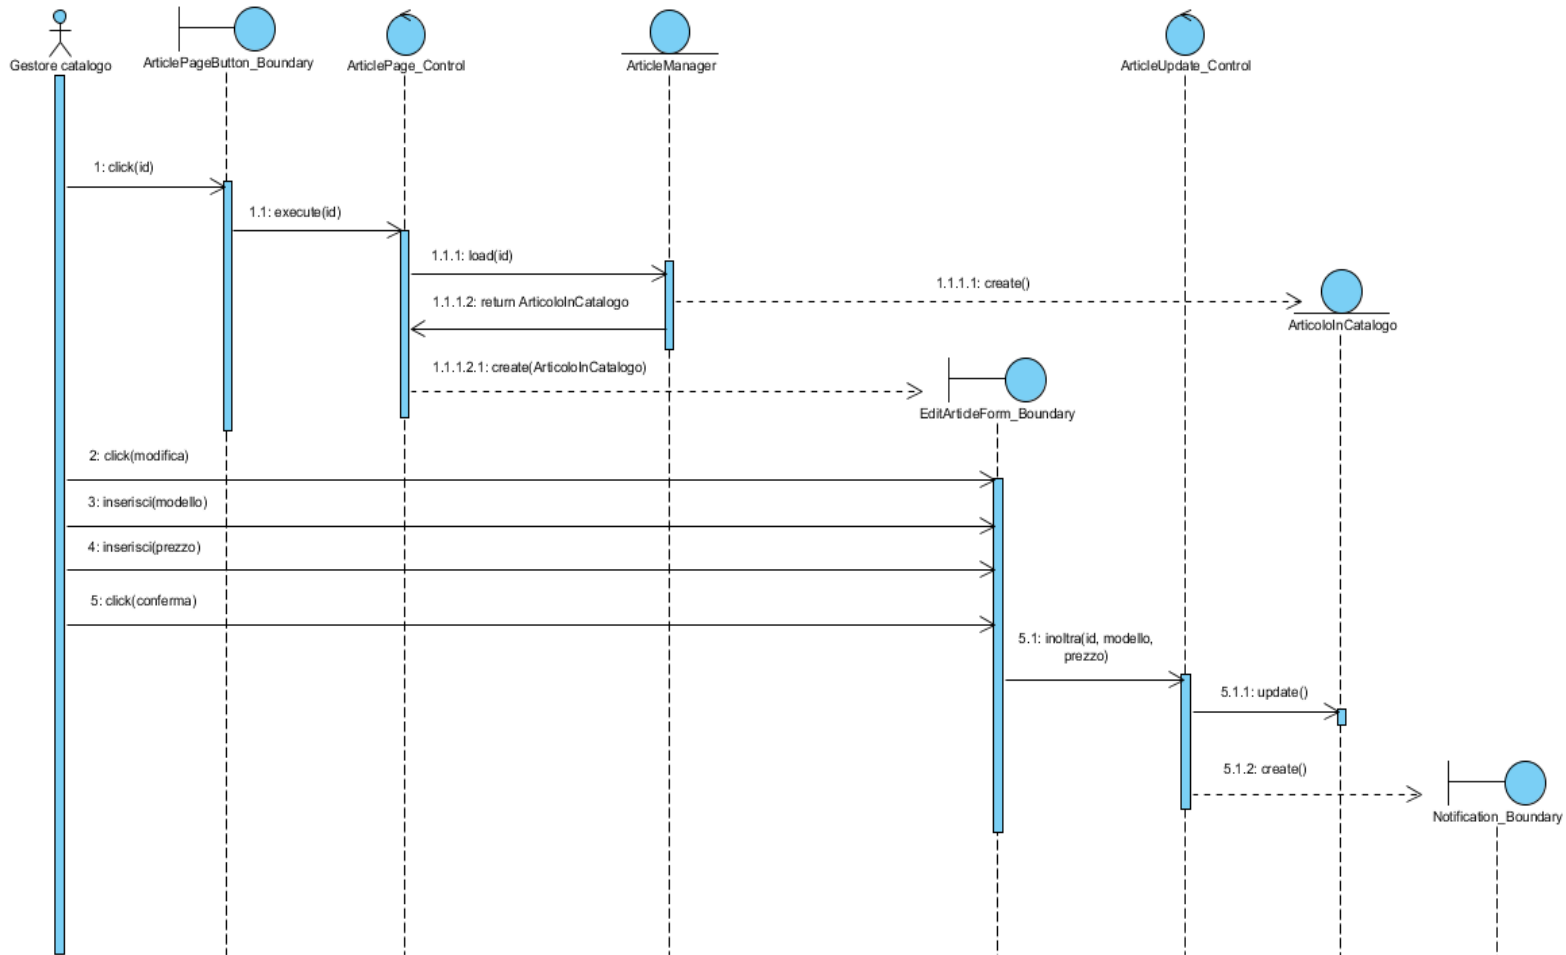 Gestore catalogo
ArticlePageButton_Boundary
ArticlePage_Control
ArticleManager
ArticleUpdate_Control
1: click(id)
1.1: execute(id)
1.1.1: load(id)
1.1.1.1: create()
1.1.1.2: return ArticoloInCatalogo
ArticoloInCatalogo
1.1.1.2.1: create(ArticoloInCatalogo)
EditArticleForm_Boundary
2: click(modifica)
3: inserisci(modello)
4: inserisci(prezzo)
5: click(conferma)
5.1: inoltra(id, modello,
prezzo)
5.1.1: update()
5.1.2: create()
Notification_Boundary